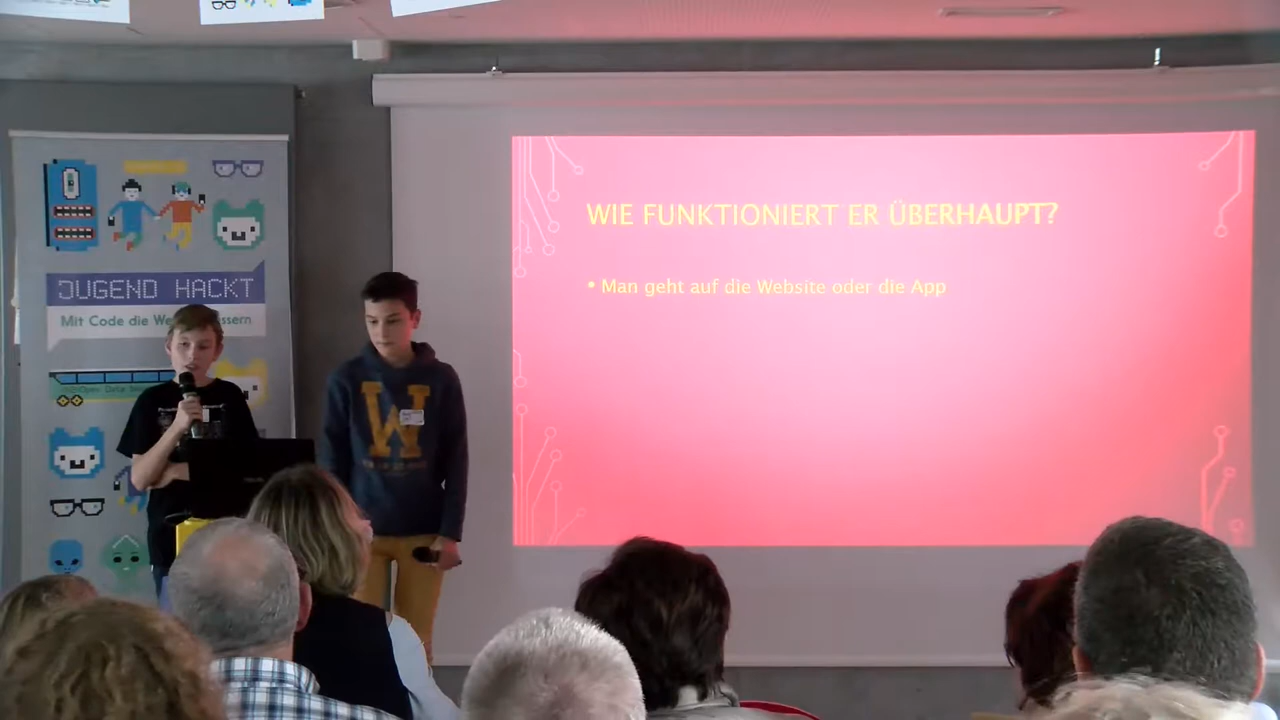 JUGEND HACKT
Mit Code die We ssern
WIE FUNKTIONIERT ER ÜBERHAUPT?
• Man geht auf die Website oder die App
W